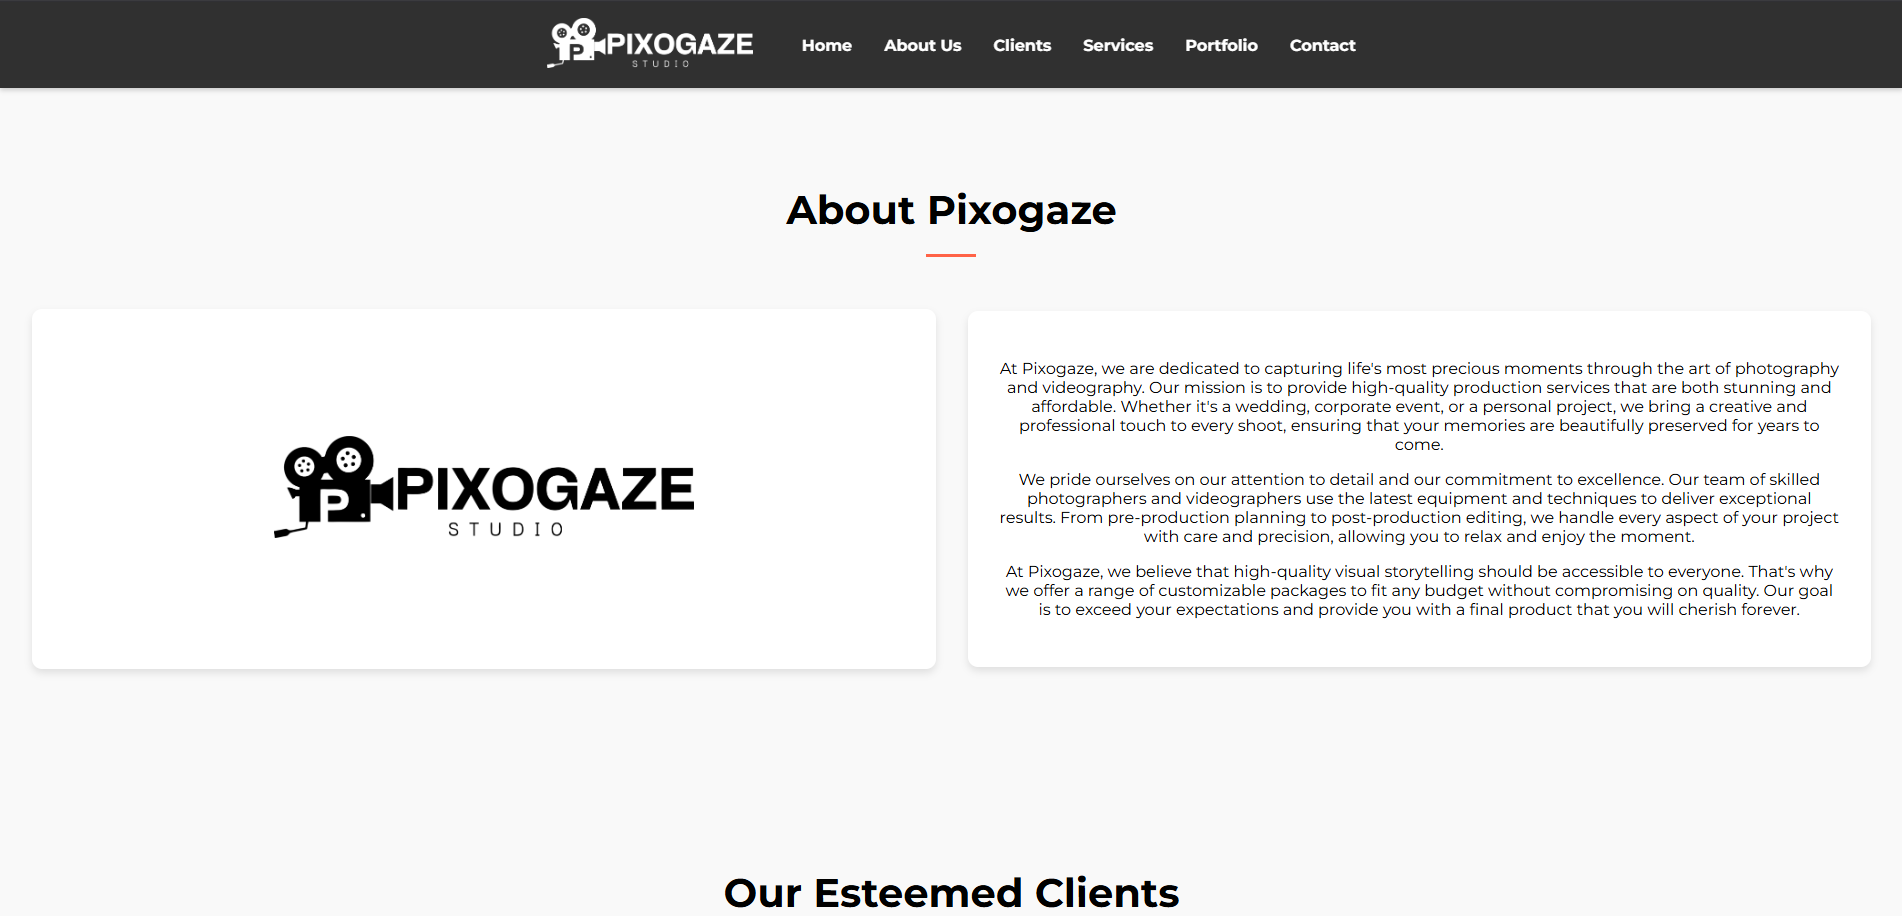 PIXOGAZE
STUDIO
Home About Us Clients Services Portfolio Contact
About Pixogaze
P
PIXOGAZE
STUDIO
At Pixogaze, we are dedicated to capturing life's most precious moments through the art of photography
and videography. Our mission is to provide high-quality production services that are both stunning and
affordable. Whether it's a wedding, corporate event, or a personal project, we bring a creative and
professional touch to every shoot, ensuring that your memories are beautifully preserved for years to
come.
We pride ourselves on our attention to detail and our commitment to excellence. Our team of skilled
photographers and videographers use the latest equipment and techniques to deliver exceptional
results. From pre-production planning to post-production editing, we handle every aspect of your project
with care and precision, allowing you to relax and enjoy the moment.
At Pixogaze, we believe that high-quality visual storytelling should be accessible to everyone. That's why
we offer a range of customizable packages to fit any budget without compromising on quality. Our goal
is to exceed your expectations and provide you with a final product that you will cherish forever.
Our Esteemed Clients